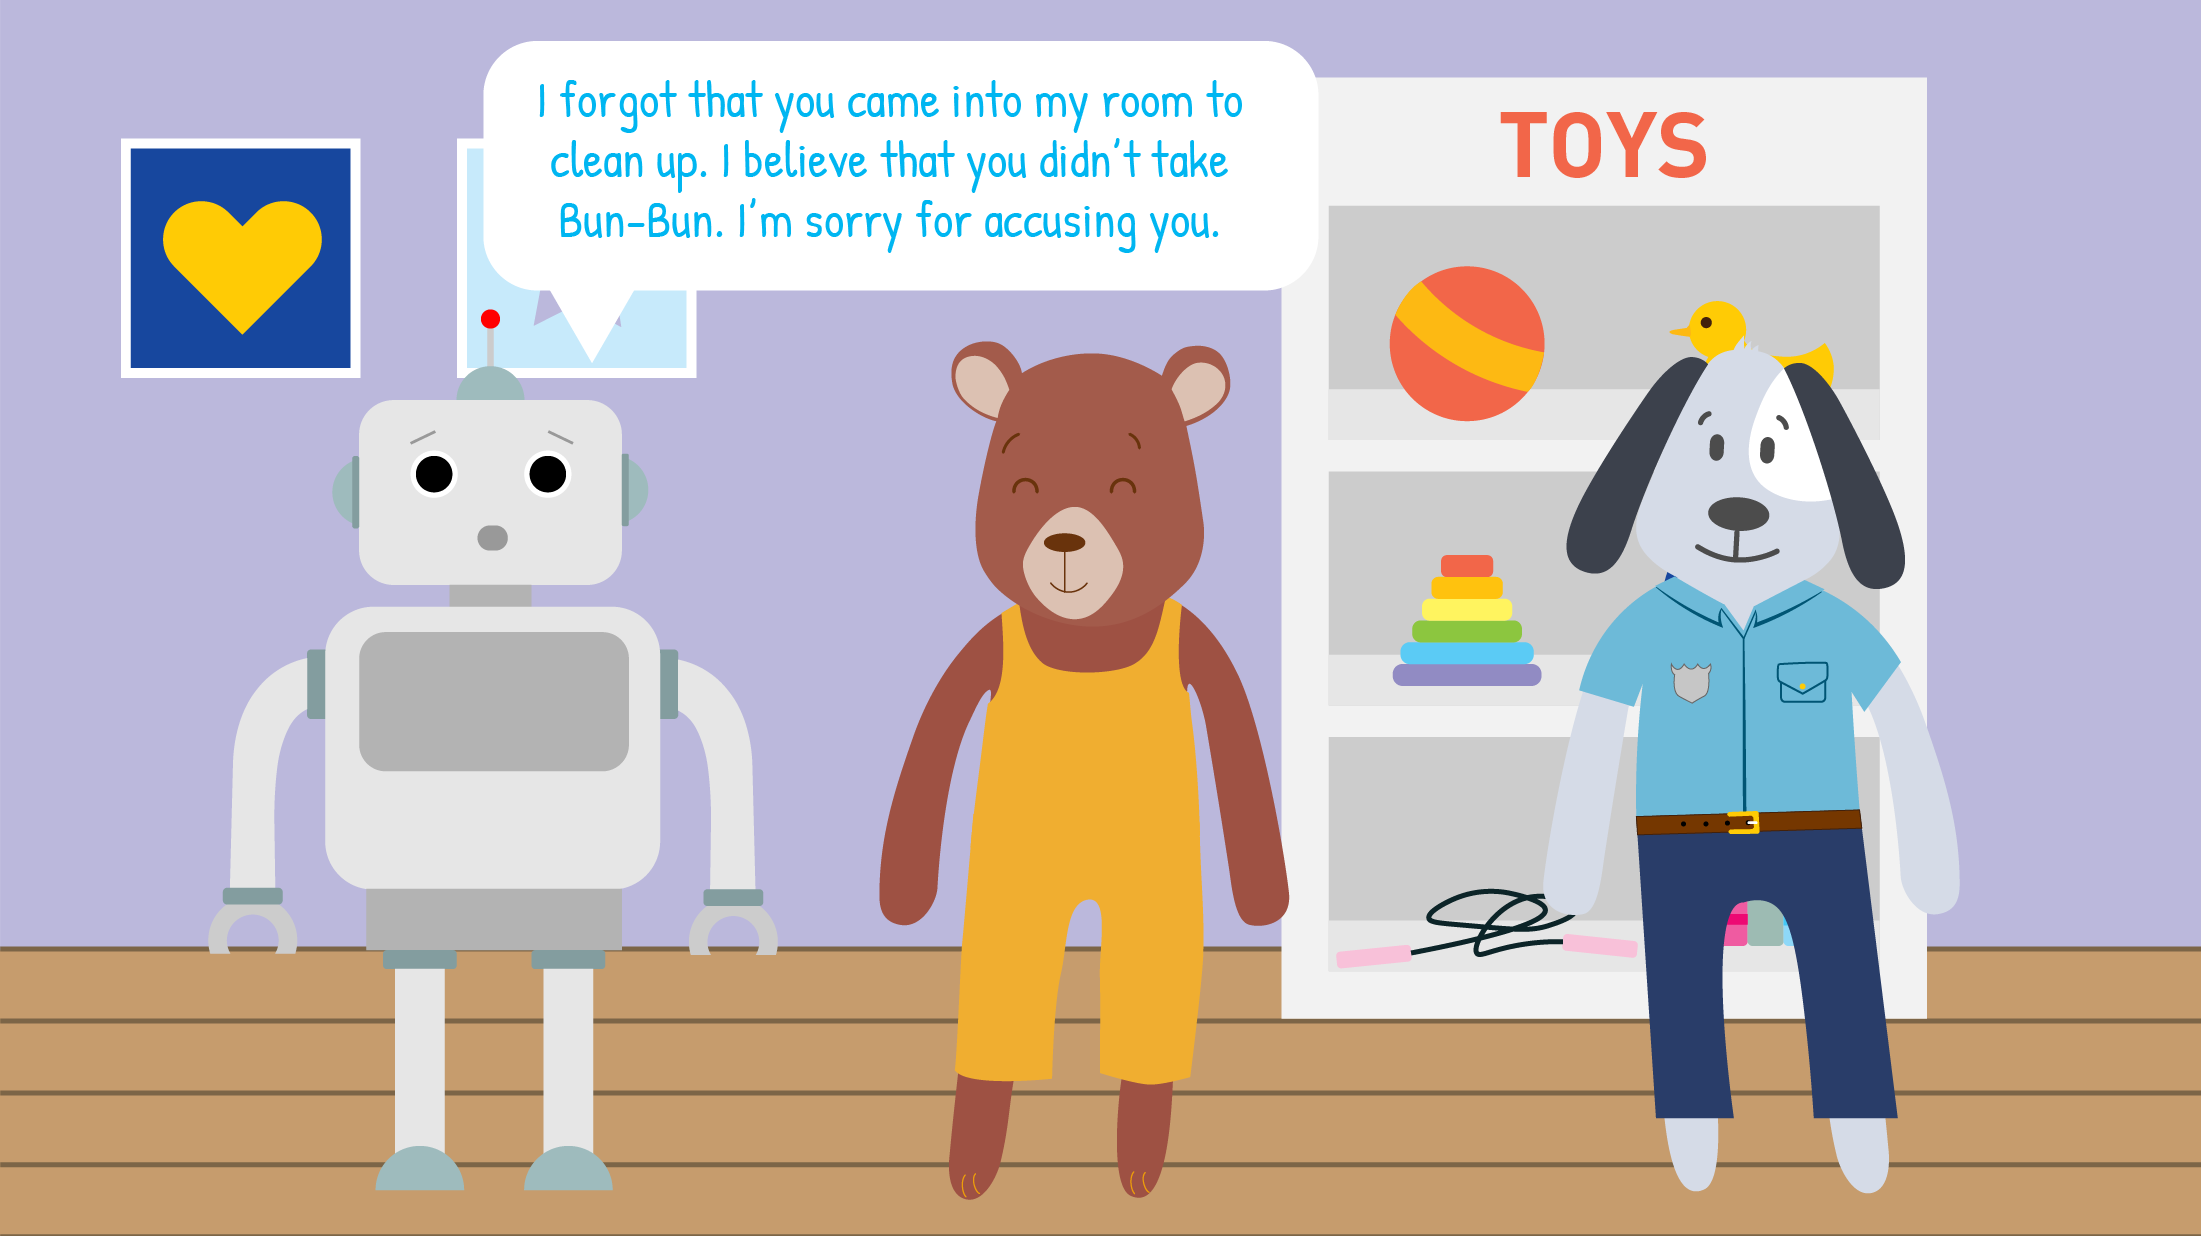 I forgot that you came into my room to
clean up. I believe that you didn't take
Bun-Bun. I'm sorry for accusing you.
TOYS